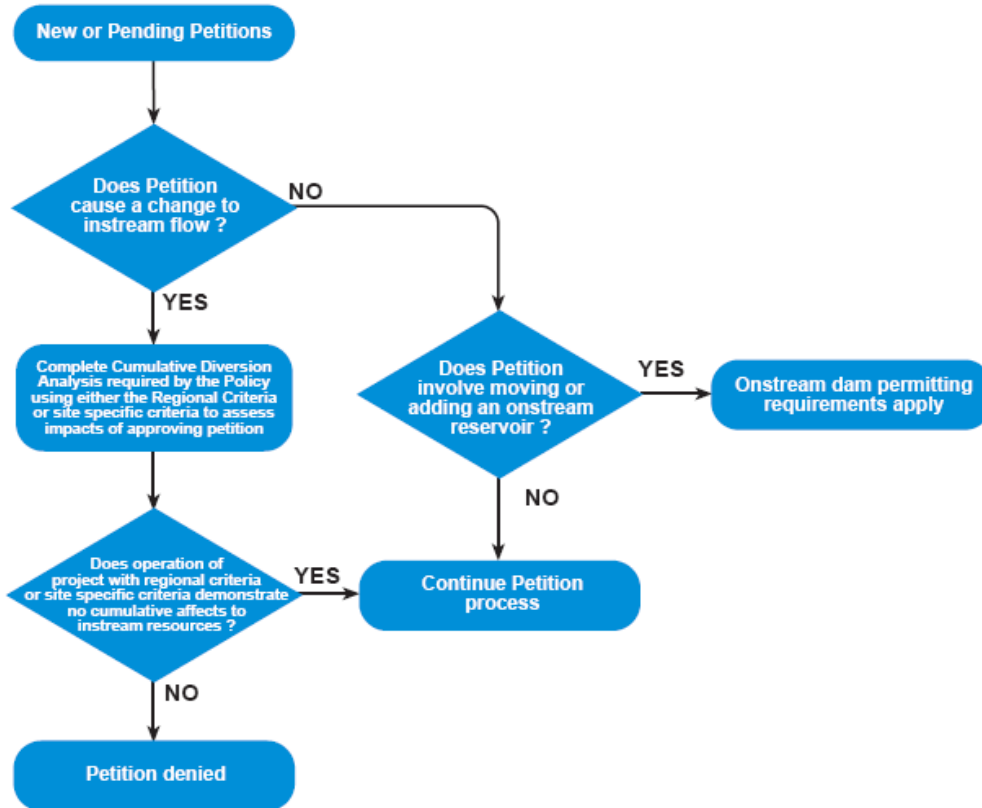 New or Pending Petitions
Does Petition
cause a change to
instream flow ?
NO
YES
Complete Cumulative Diversion
Analysis required by the Policy
using either the Regional Criteria
or site specific criteria to assess
impacts of approving petition
Does Petition
involve moving or
adding an onstream
reservoir ?
YES
Onstream dam permitting
requirements apply
NO
Does operation of
project with regional criteria
or site specific criteria demonstrate
no cumulative affects to
instream resources ?
YES
Continue Petition
process
NO
Petition denied